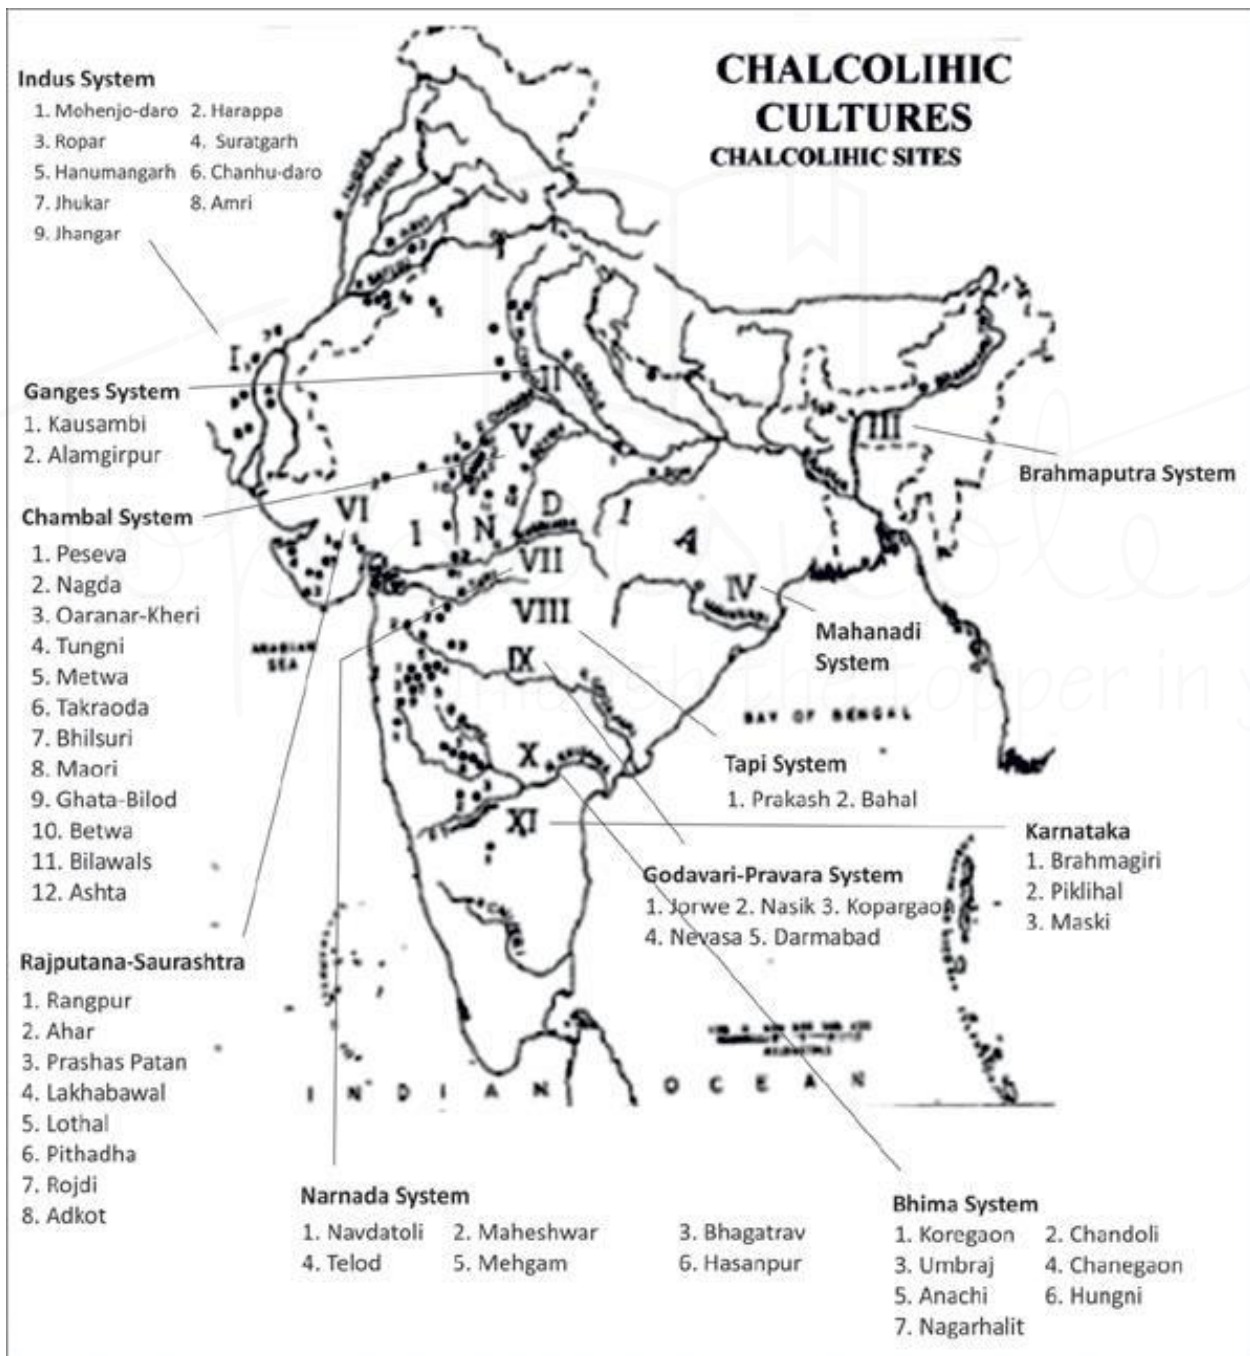 CHALCOLIHIC
CULTURES
CHALCOLIHIC SITES
Indus System
1. Mohenjo-daro 2. Harappa
3. Ropar 4. Suratgarh
5. Hanumangarh 6. Chanhu-daro
7. Jhukar 8. Amri
9. Jhangar
Ganges System
1. Kausambi
2. Alamgirpur
Chambal System
1. Peseva
2. Nagda
3. Oaranar-Kheri
4. Tungni
5. Metwa
6. Takraoda
7. Bhilsuri
8. Maori
9. Ghata-Bilod
10. Betwa
11. Bilawals
12. Ashta
Rajputana-Saurashtra
1. Rangpur
2. Ahar
3. Prashas Patan
4. Lakhabawal
5. Lothal
6. Pithadha
7. Rojdi
8. Adkot
Narnada System
1. Navdatoli 2. Maheshwar 3. Bhagatrav
4. Telod 5. Mehgam 6. Hasanpur
Bhima System
1. Koregaon 2. Chandoli
3. Umbraj 4. Chanegaon
5. Anachi 6. Hungni
7. Nagarhalit
Godavari-Pravara System
1. Jorwe 2. Nasik 3. Kopargaon
4. Nevasa 5. Darmabad
Karnataka
1. Brahmagiri
2. Piklihal
3. Maski
Tapi System
1. Prakash 2. Bahal
Mahanadi
System
Brahmaputra System
I
II
III
IV
V
VI
VII
VIII
IX
X
XI
I N D I A
ARABIAN
SEA
BAY OF BENGAL
INDIAN OCEAN